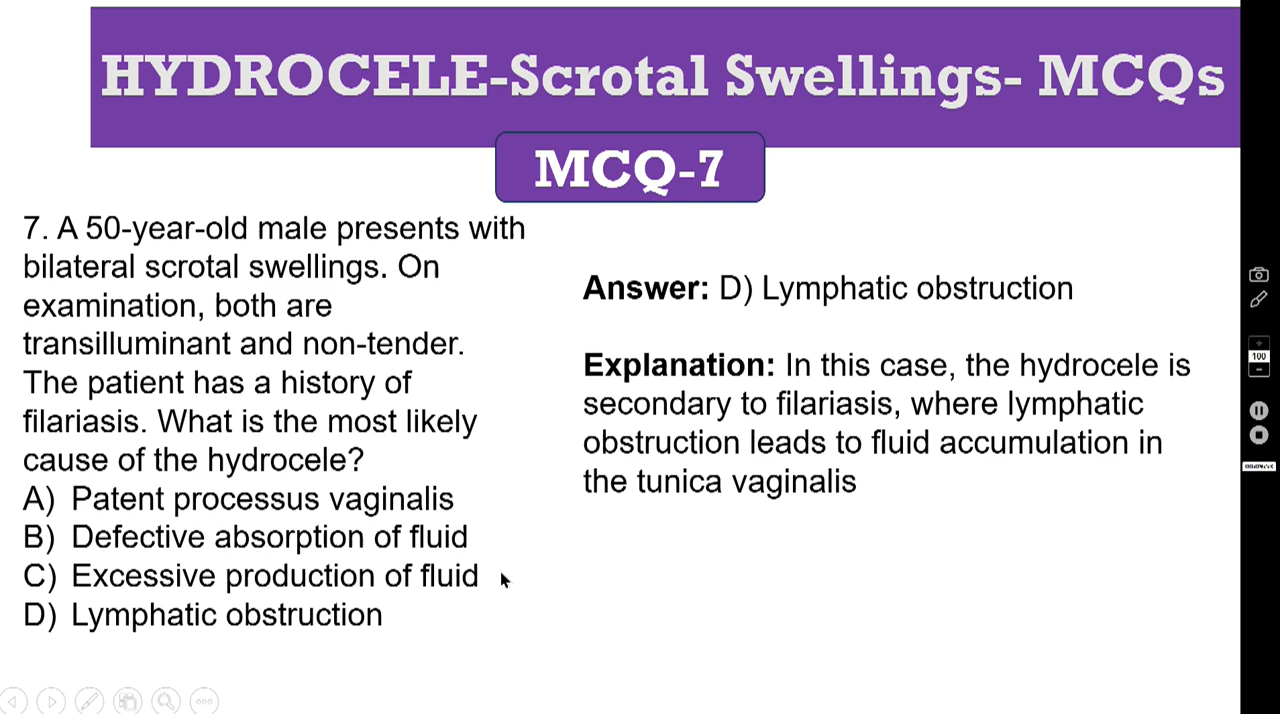 HYDROCELE-Scrotal Swellings- MCQs
MCQ-7
7. A 50-year-old male presents with
bilateral scrotal swellings. On
examination, both are
transilluminant and non-tender.
The patient has a history of
filariasis. What is the most likely
cause of the hydrocele?
A) Patent processus vaginalis
B) Defective absorption of fluid
C) Excessive production of fluid
D) Lymphatic obstruction
Answer: D) Lymphatic obstruction
Explanation: In this case, the hydrocele is
secondary to filariasis, where lymphatic
obstruction leads to fluid accumulation in
the tunica vaginalis
100